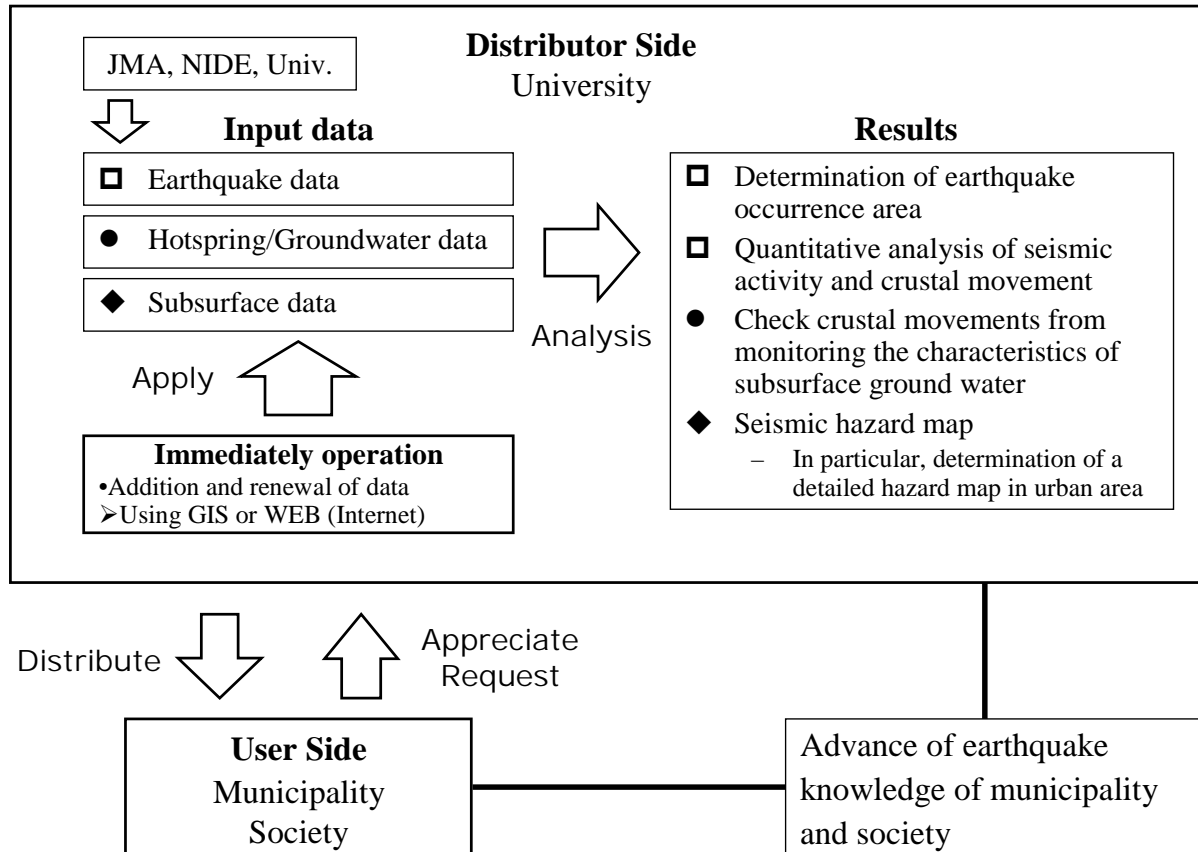 JMA, NIDE, Univ.
Distributor Side
University
Input data
□ Earthquake data
● Hotspring/Groundwater data
◆ Subsurface data
Apply
Immediately operation
•Addition and renewal of data
➢Using GIS or WEB (Internet)
Analysis
Results
□ Determination of earthquake
occurrence area
□ Quantitative analysis of seismic
activity and crustal movement
● Check crustal movements from
monitoring the characteristics of
subsurface ground water
◆ Seismic hazard map
– In particular, determination of a
detailed hazard map in urban area
Distribute
Appreciate
Request
User Side
Municipality
Society
Advance of earthquake
knowledge of municipality
and society